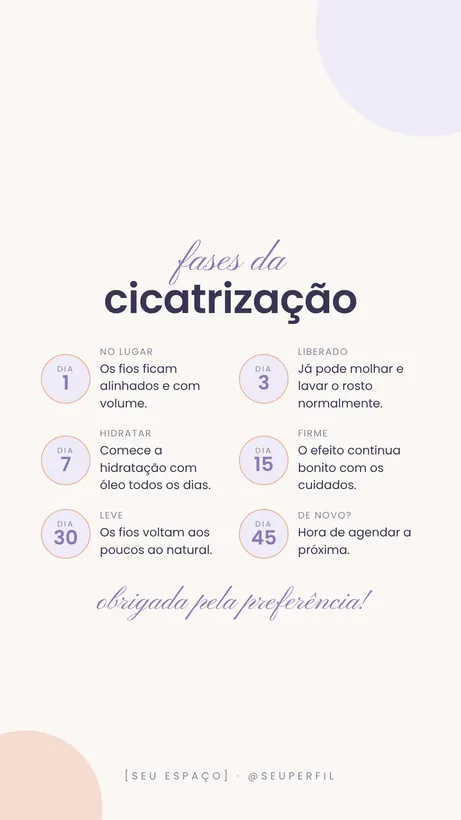 fases da
cicatrização
NO LUGAR
DIA
1
Os fios ficam
alinhados e com
volume.
LIBERADO
DIA
3
Já pode molhar e
lavar o rosto
normalmente.
HIDRATAR
DIA
7
Comece a
hidratação com
óleo todos os dias.
FIRME
DIA
15
O efeito continua
bonito com os
cuidados.
LEVE
DIA
30
Os fios voltam aos
poucos ao natural.
DE NOVO?
DIA
45
Hora de agendar a
próxima.
obrigada pela preferência!
[SEU ESPAÇO] · @SEUPERFIL